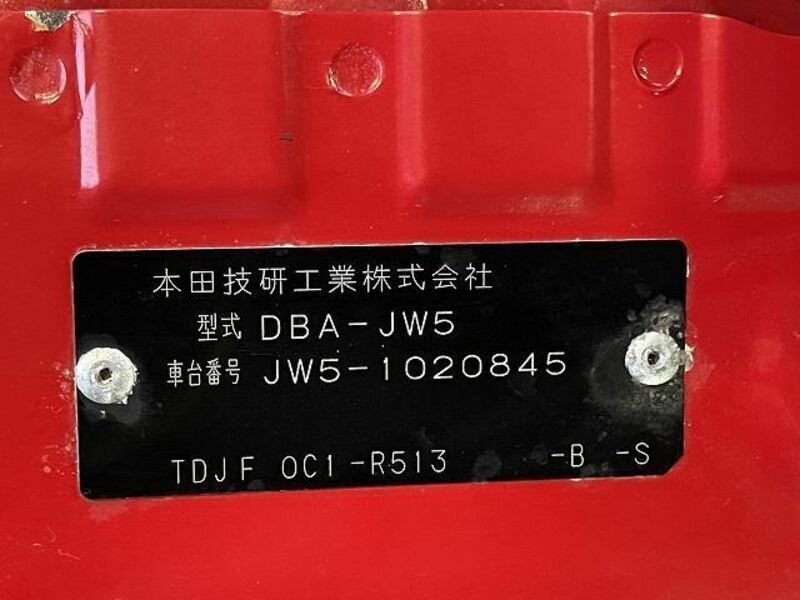 本田技研工業株式会社
型式 DBA-JW5
車台番号 JW5-1020845
TDJF 0C1-R513 -B -S